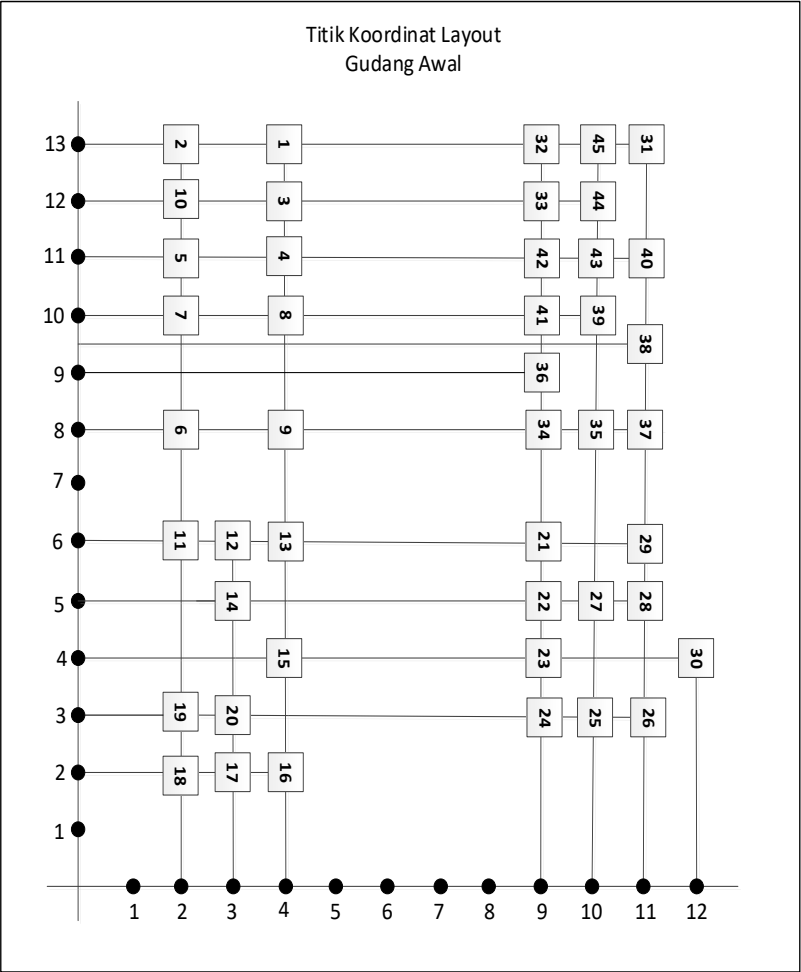 Titik Koordinat Layout
Gudang Awal
13 2 1 32 45 31
12 10 3 33 44
11 5 4 42 43 40
10 7 8 41 39
38
9 36
8 6 9 34 35 37
7
6 11 12 13 21 29
5 14 22 27 28
4 15 23 30
3 19 20 24 25 26
2 18 17 16
1
1 2 3 4 5 6 7 8 9 10 11 12